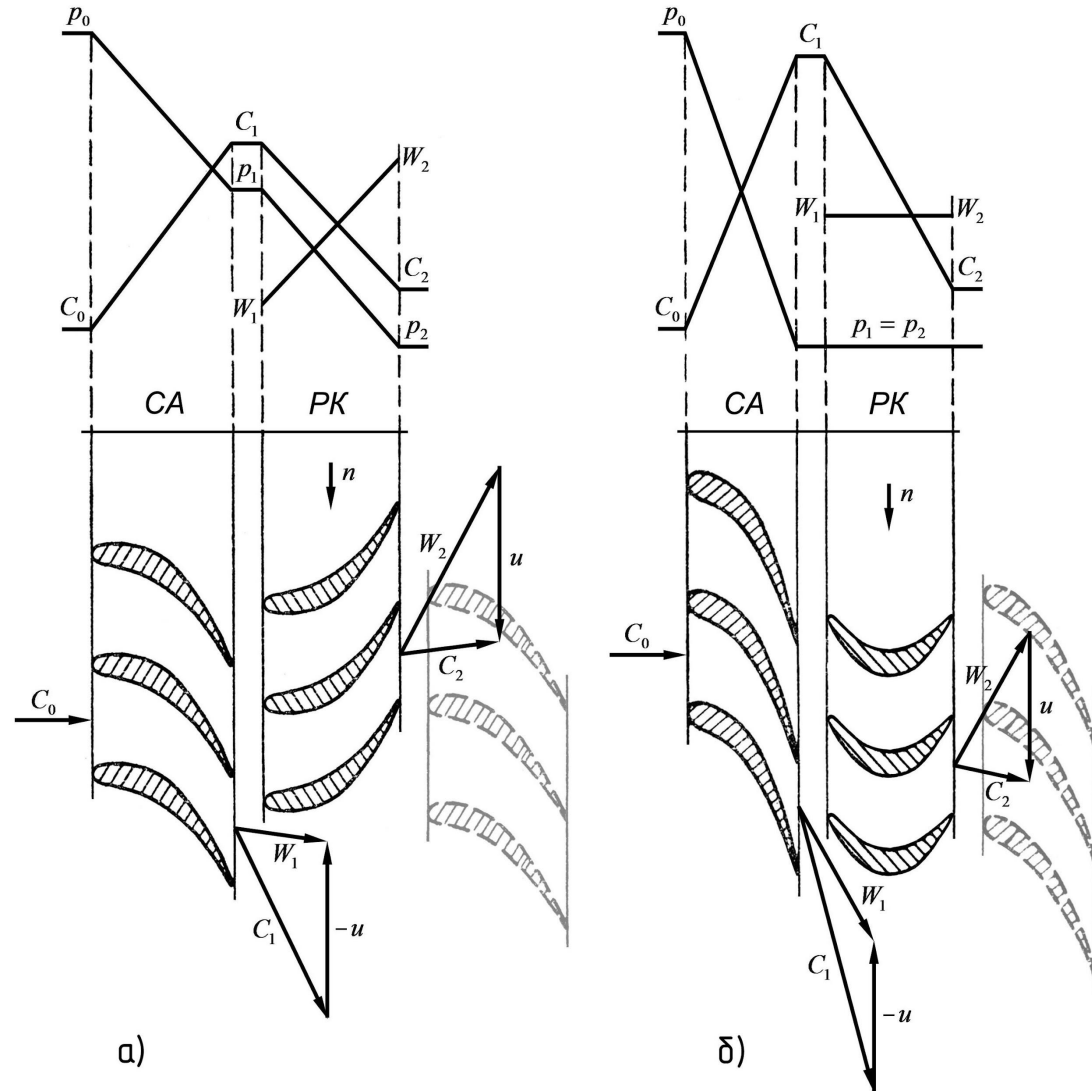 p₀
C₁
p₁
W₂
C₀
W₁
C₂
p₂
СА
РК
n
W₂
u
C₂
C₀
W₁
C₁
–u
а)
p₀
C₁
W₁
W₂
C₀
C₂
p₁ = p₂
СА
РК
n
C₀
W₂
u
C₂
W₁
C₁
–u
б)